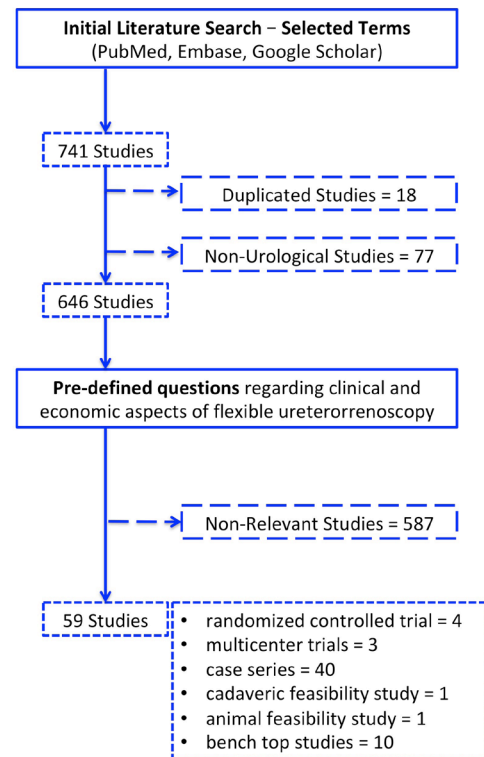 Initial Literature Search – Selected Terms
(PubMed, Embase, Google Scholar)
741 Studies
Duplicated Studies = 18
Non-Urological Studies = 77
646 Studies
Pre-defined questions regarding clinical and
economic aspects of flexible ureterorrenoscopy
Non-Relevant Studies = 587
59 Studies
• randomized controlled trial = 4
• multicenter trials = 3
• case series = 40
• cadaveric feasibility study = 1
• animal feasibility study = 1
• bench top studies = 10